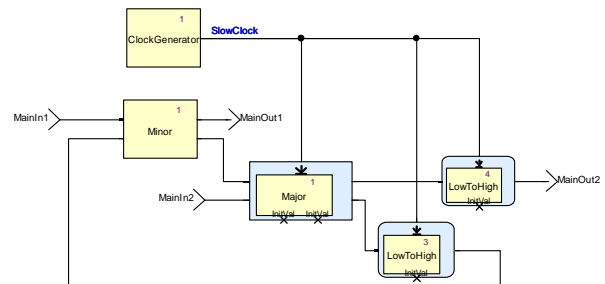 1
ClockGenerator
SlowClock
1
MainIn1
MainOut1
Minor
4
1
LowToHigh
MainOut2
MainIn2
Major
InitVal
InitVal InitVal
3
LowToHigh
InitVal